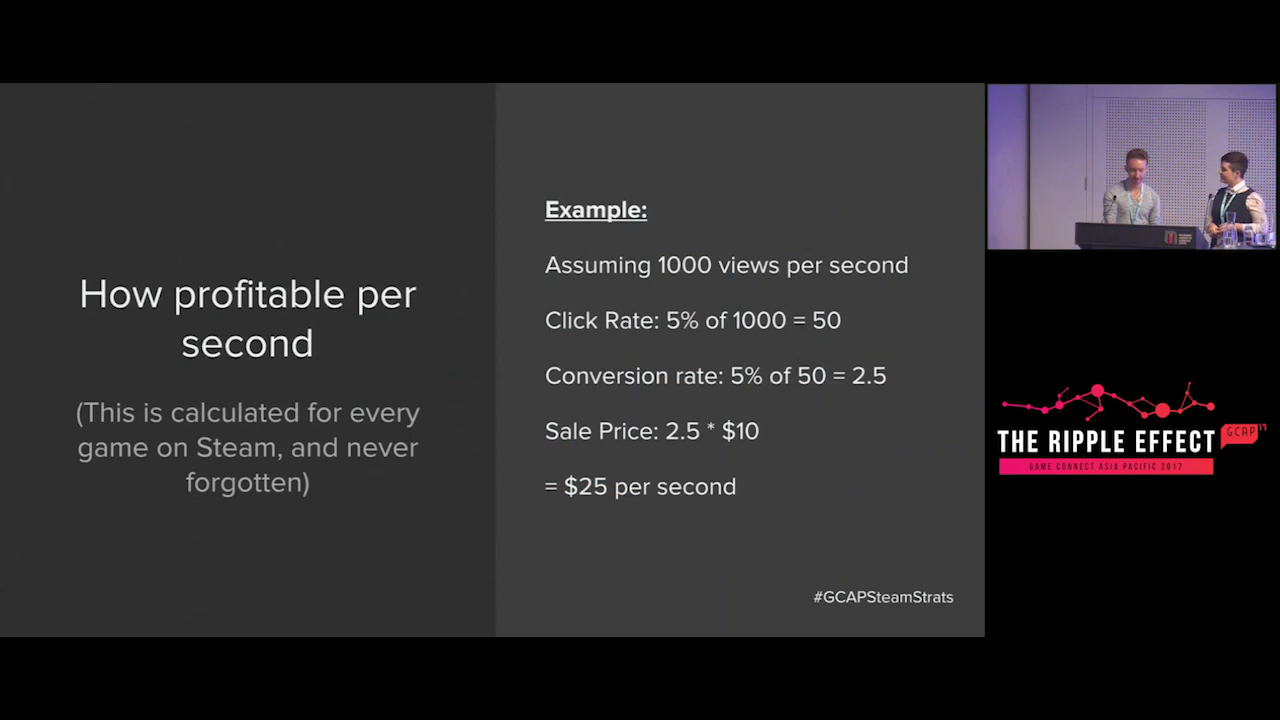 How profitable per
second
(This is calculated for every
game on Steam, and never
forgotten)
Example:
Assuming 1000 views per second
Click Rate: 5% of 1000 = 50
Conversion rate: 5% of 50 = 2.5
Sale Price: 2.5 * $10
= $25 per second
#GCAPSteamStrats
THE RIPPLE EFFECT
GCAP'17
GAME CONNECT ASIA PACIFIC 2017